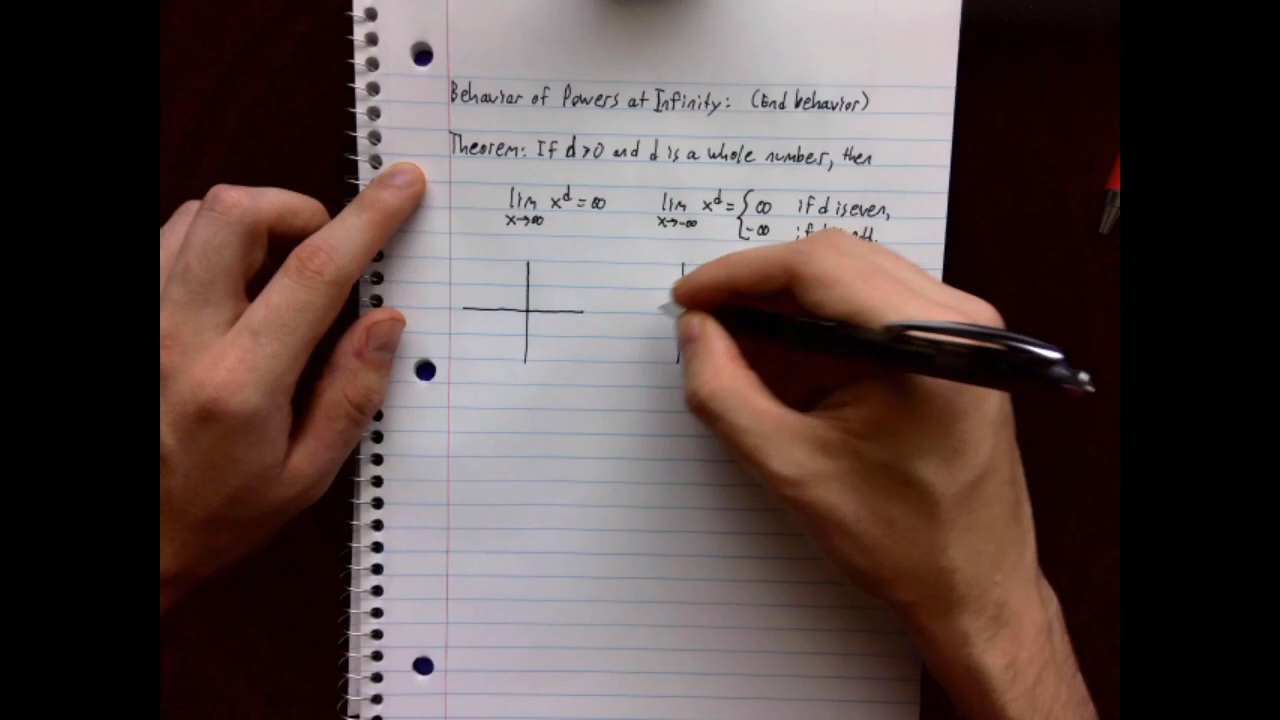 Behavior of Powers at Infinity: (End behavior)
Theorem: If d>0 and d is a whole number, then
lim x→∞ x^d = ∞ lim x→-∞ x^d = { ∞ if d is even,
-∞ if